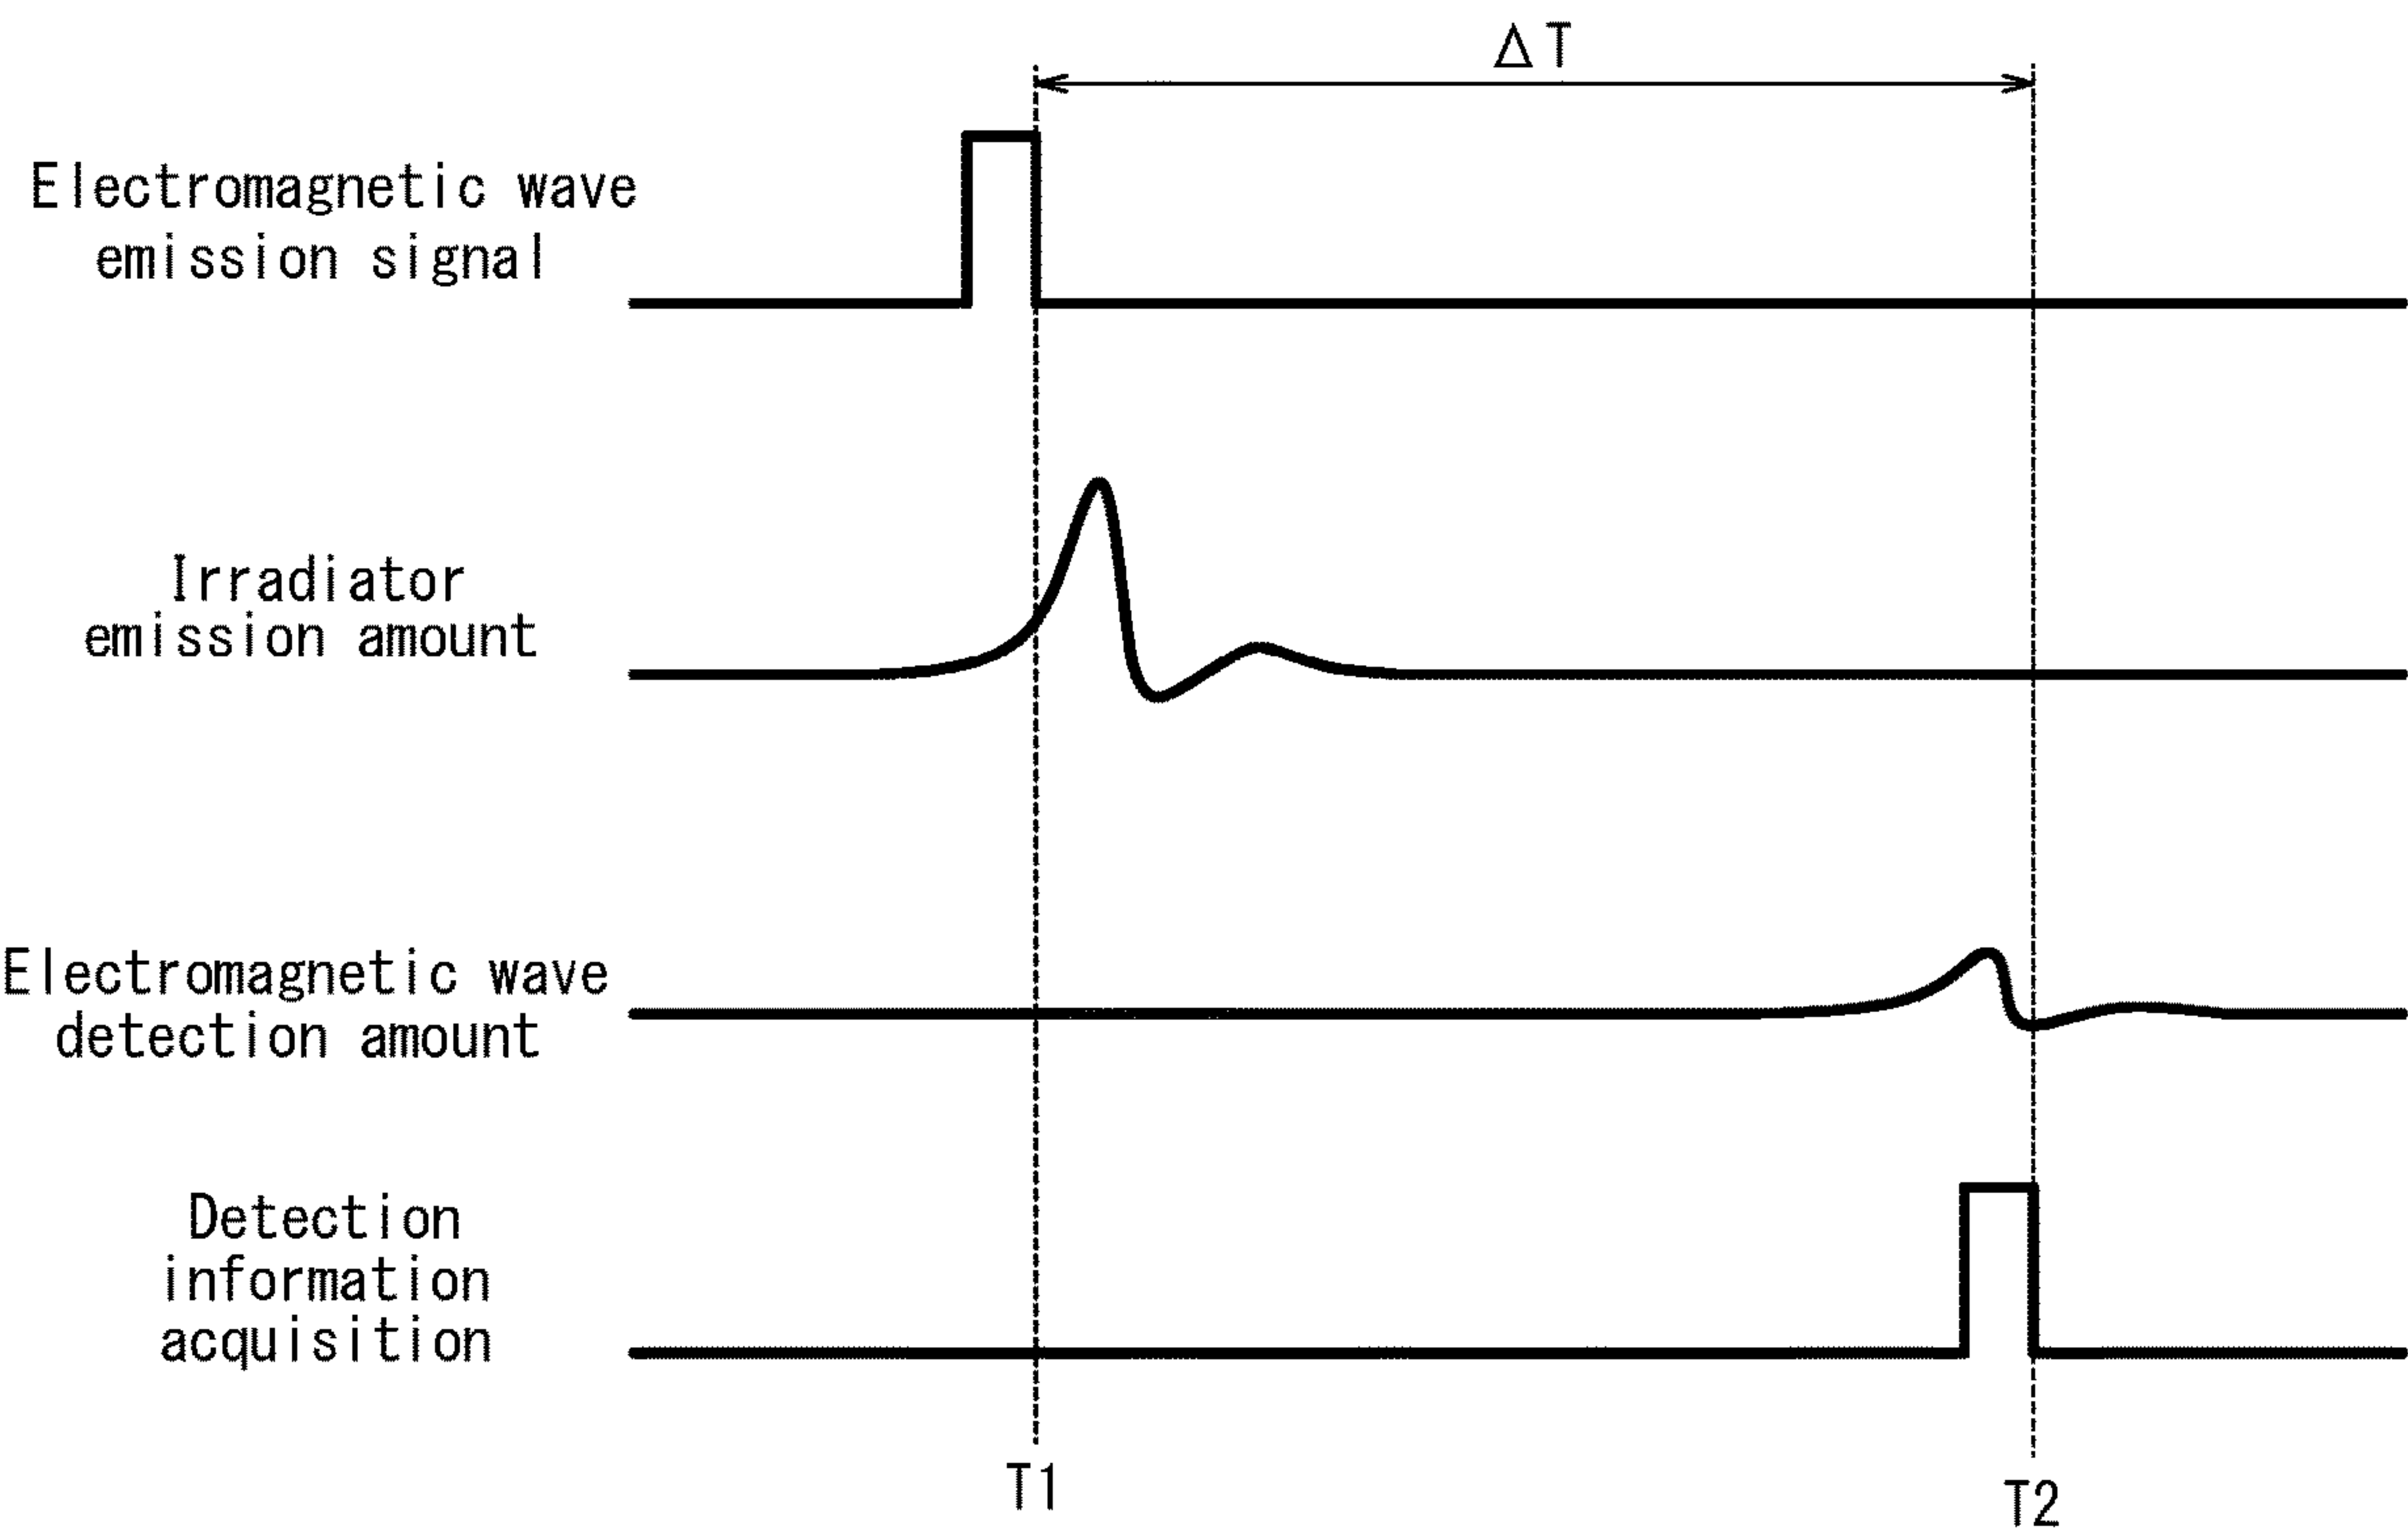 ΔT
Electromagnetic wave
emission signal
Irradiator
emission amount
Electromagnetic wave
detection amount
Detection
information
acquisition
T1
T2